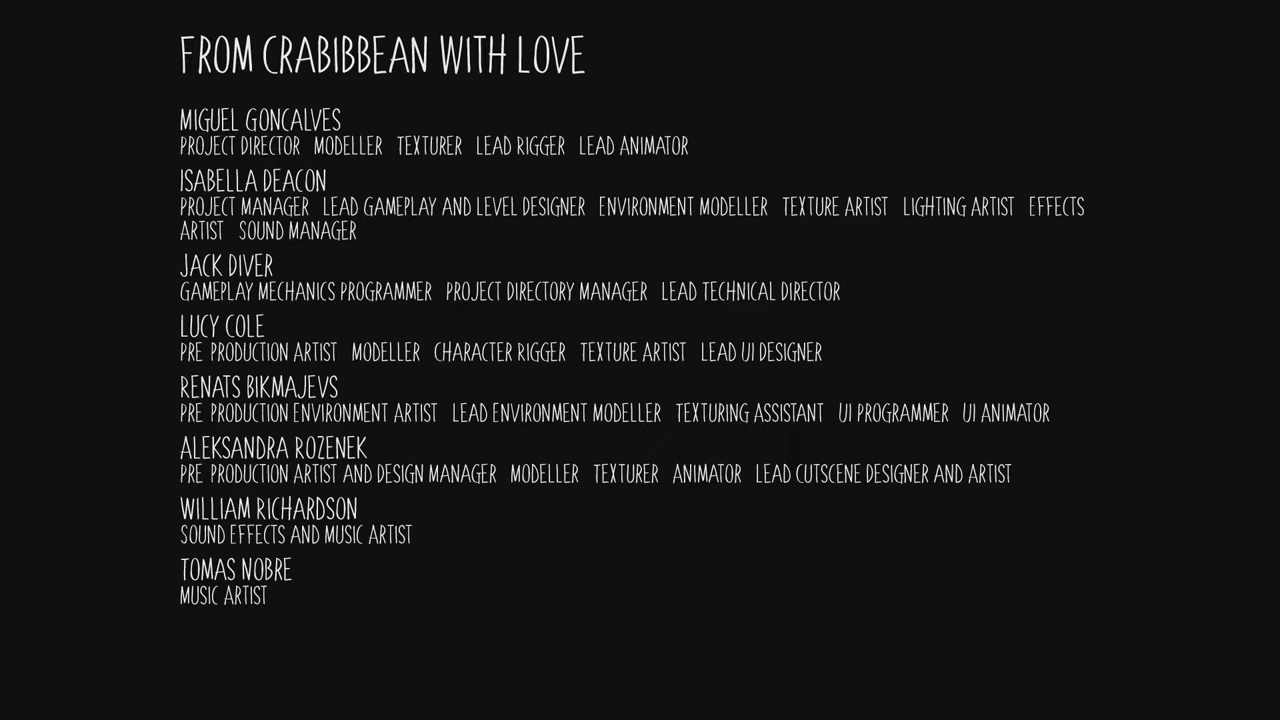 FROM CRABIBBEAN WITH LOVE
MIGUEL GONCALVES
PROJECT DIRECTOR MODELLER TEXTURER LEAD RIGGER LEAD ANIMATOR
ISABELLA DEACON
PROJECT MANAGER LEAD GAMEPLAY AND LEVEL DESIGNER ENVIRONMENT MODELLER TEXTURE ARTIST LIGHTING ARTIST EFFECTS
ARTIST SOUND MANAGER
JACK DIVER
GAMEPLAY MECHANICS PROGRAMMER PROJECT DIRECTORY MANAGER LEAD TECHNICAL DIRECTOR
LUCY COLE
PRE PRODUCTION ARTIST MODELLER CHARACTER RIGGER TEXTURE ARTIST LEAD UI DESIGNER
RENATS BIKMAJEVS
PRE PRODUCTION ENVIRONMENT ARTIST LEAD ENVIRONMENT MODELLER TEXTURING ASSISTANT UI PROGRAMMER UI ANIMATOR
ALEKSANDRA ROZENEK
PRE PRODUCTION ARTIST AND DESIGN MANAGER MODELLER TEXTURER ANIMATOR LEAD CUTSCENE DESIGNER AND ARTIST
WILLIAM RICHARDSON
SOUND EFFECTS AND MUSIC ARTIST
TOMAS NOBRE
MUSIC ARTIST